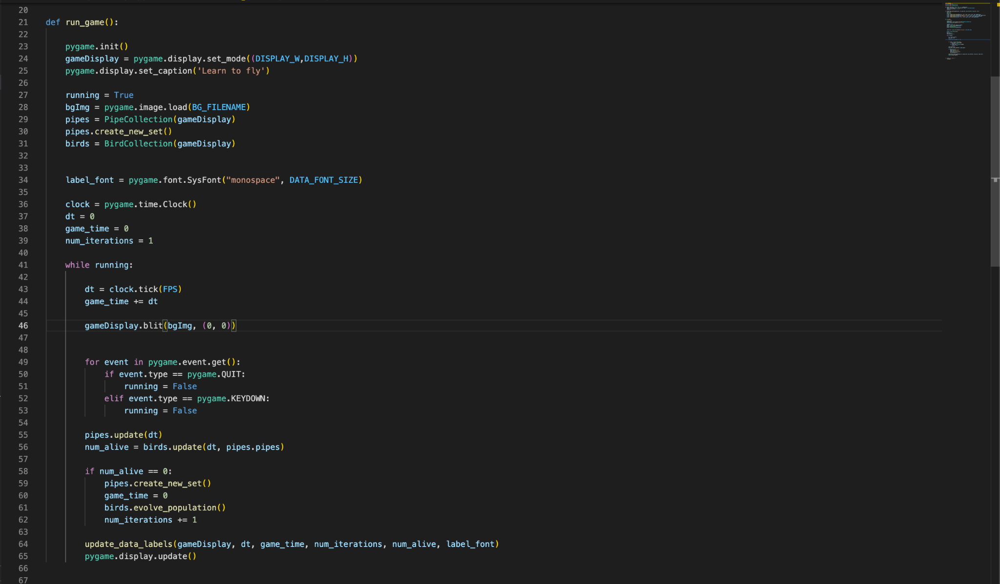 20
21 def run_game():
22
23     pygame.init()
24     gameDisplay = pygame.display.set_mode((DISPLAY_W,DISPLAY_H))
25     pygame.display.set_caption('Learn to fly')
26
27     running = True
28     bgImg = pygame.image.load(BG_FILENAME)
29     pipes = PipeCollection(gameDisplay)
30     pipes.create_new_set()
31     birds = BirdCollection(gameDisplay)
32
33
34     label_font = pygame.font.SysFont("monospace", DATA_FONT_SIZE)
35
36     clock = pygame.time.Clock()
37     dt = 0
38     game_time = 0
39     num_iterations = 1
40
41     while running:
42
43         dt = clock.tick(FPS)
44         game_time += dt
45
46         gameDisplay.blit(bgImg, (0, 0))
47
48
49         for event in pygame.event.get():
50             if event.type == pygame.QUIT:
51                 running = False
52             elif event.type == pygame.KEYDOWN:
53                 running = False
54
55         pipes.update(dt)
56         num_alive = birds.update(dt, pipes.pipes)
57
58         if num_alive == 0:
59             pipes.create_new_set()
60             game_time = 0
61             birds.evolve_population()
62             num_iterations += 1
63
64         update_data_labels(gameDisplay, dt, game_time, num_iterations, num_alive, label_font)
65         pygame.display.update()
66
67